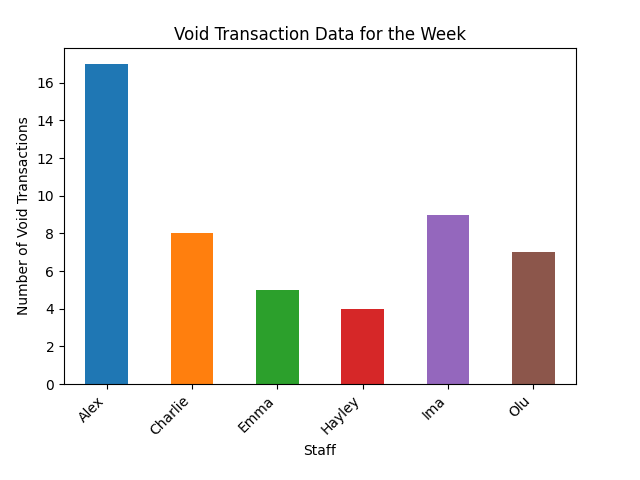 Void Transaction Data for the Week
Number of Void Transactions
16
14
12
10
8
6
4
2
0
Alex
Charlie
Emma
Hayley
Ima
Olu
Staff